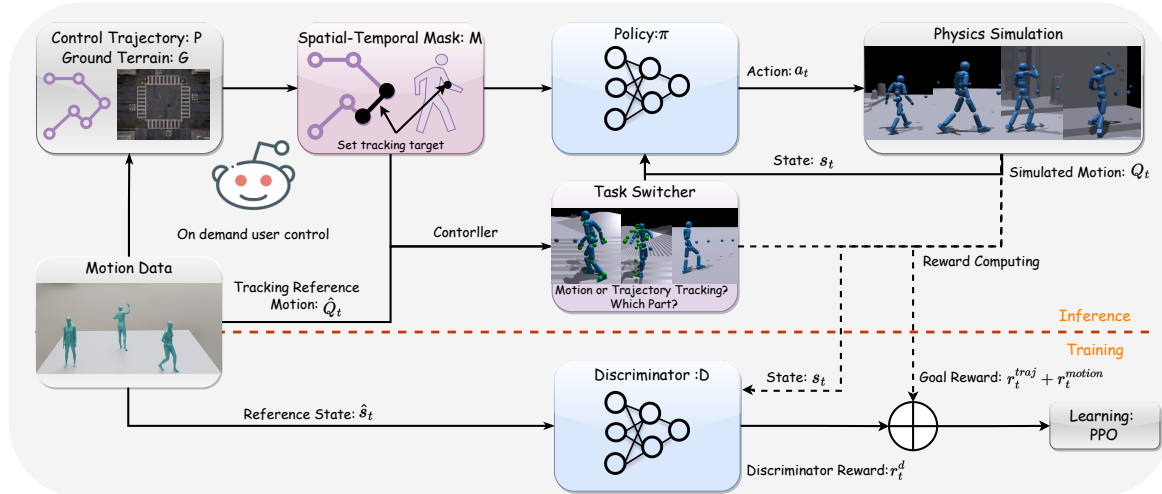 Control Trajectory: P
Ground Terrain: G
Spatial-Temporal Mask: M
Set tracking target
Policy:π
Action: a_t
Physics Simulation
State: s_t
Simulated Motion: Q_t
On demand user control
Task Switcher
Contorller
Motion or Trajectory Tracking?
Which Part?
Reward Computing
Motion Data
Tracking Reference
Motion: Q̂_t
Inference
Training
Discriminator :D
State: s_t
Goal Reward: r_t^{traj} + r_t^{motion}
Reference State: ŝ_t
Learning:
PPO
Discriminator Reward: r_t^d